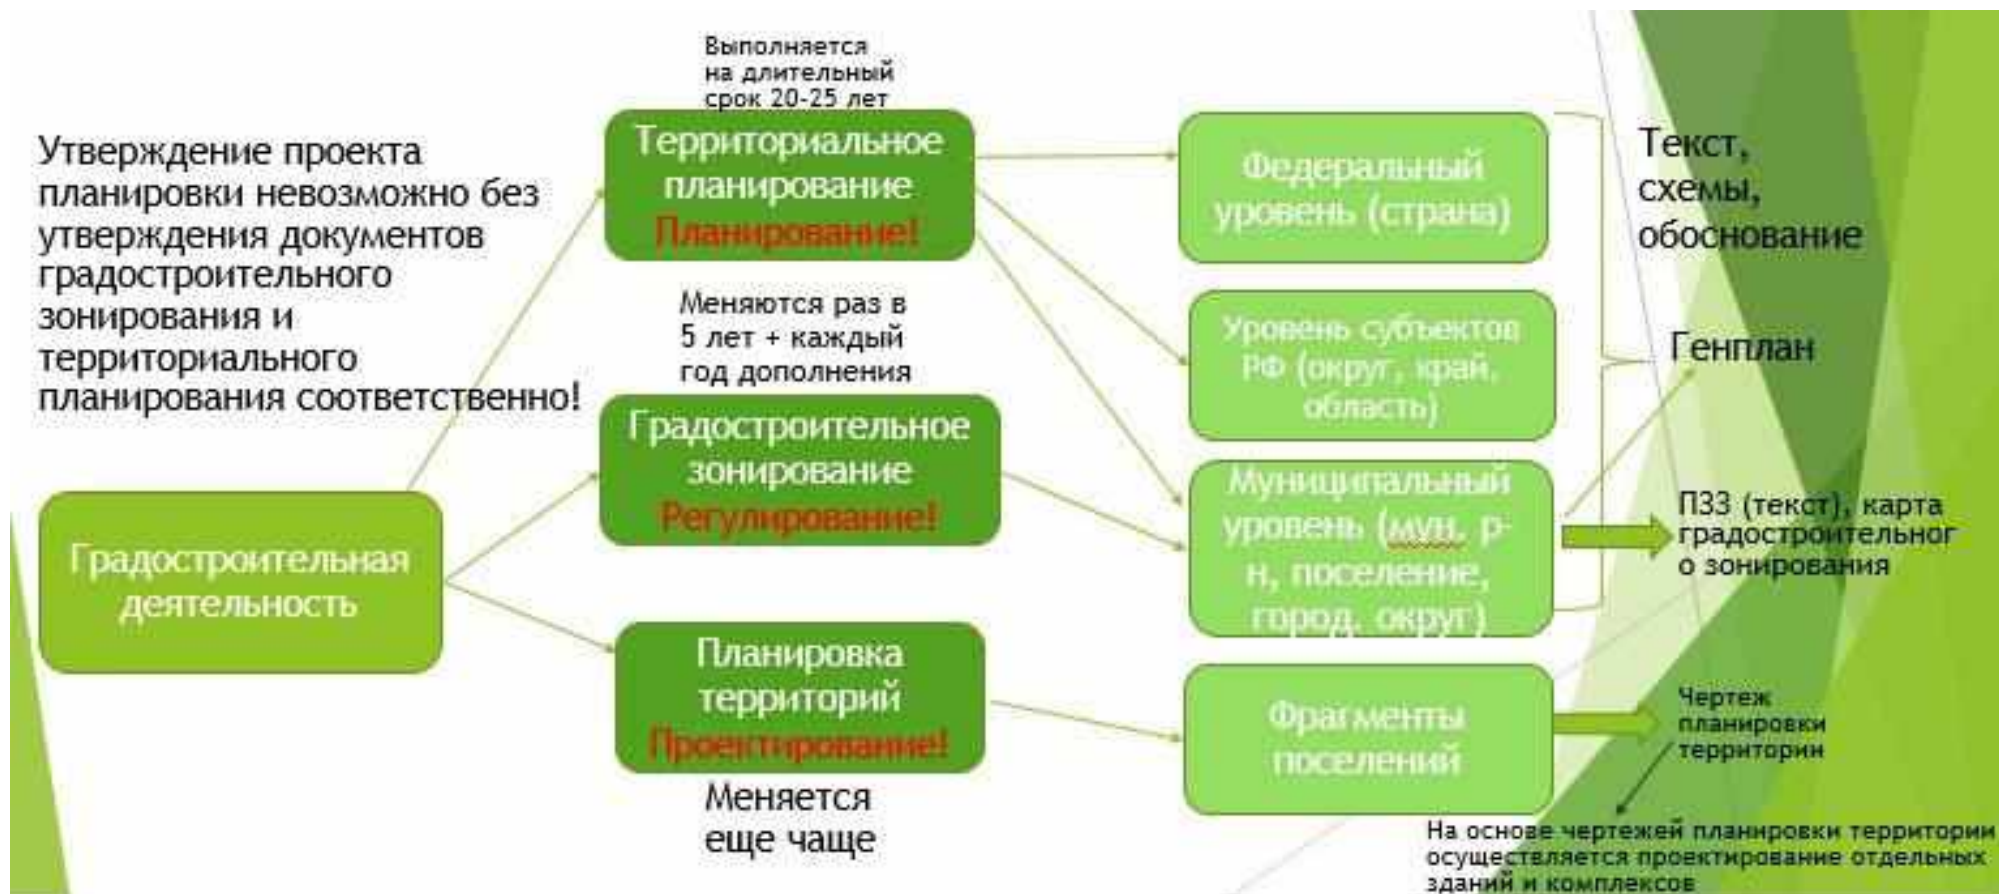 Утверждение проекта
планировки невозможно без
утверждения документов
градостроительного
зонирования и
территориального
планирования соответственно!
Градостроительная
деятельность
Выполняется
на длительный
срок 20-25 лет
Территориальное
планирование
Планирование!
Меняются раз в
5 лет + каждый
год дополнения
Градостроительное
зонирование
Регулирование!
Планировка
территорий
Проектирование!
Меняется
еще чаще
Федеральный
уровень (страна)
Уровень субъектов
РФ (округ, край,
область)
Муниципальный
уровень (мун. р-
н, поселение,
город. округ)
Фрагменты
поселений
Текст,
схемы,
обоснование
Генплан
ПЗЗ (текст), карта
градостроительног
о зонирования
Чертеж
планировки
территории
На основе чертежей планировки территории
осуществляется проектирование отдельных
зданий и комплексов